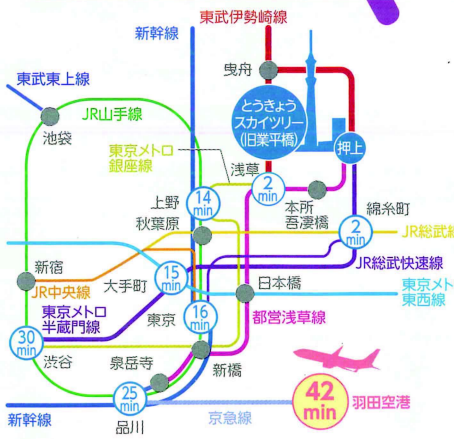 東武伊勢崎線
新幹線
曳舟
東武東上線
とうきょう
スカイツリー
(旧業平橋)
押上
JR山手線
池袋
東京メトロ
銀座線
浅草
2
min
本所
吾妻橋
上野
14
min
綿糸町
2
min
秋葉原
JR総武線
新宿
15
min
大手町
JR総武快速線
JR中央線
日本橋
東京メト
東西線
東京メトロ
半蔵門線
東京
16
min
都営浅草線
30
min
渋谷
泉岳寺
新橋
25
min
品川
42
min
羽田空港
新幹線
京急線